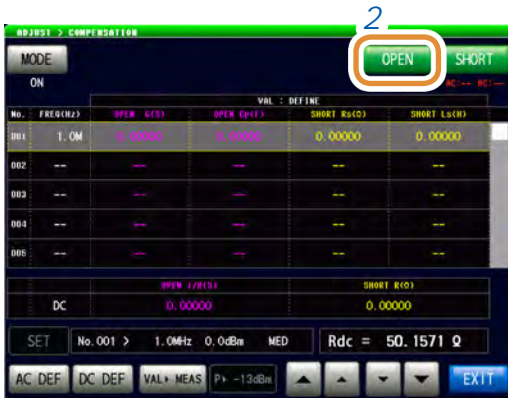 2
ADJUST > COMPENSATION
MODE OPEN SHORT
ON AC:-- DC:--
VAL : DEFINE
No. FREQ(Hz) OPEN G(S) OPEN Cp(F) SHORT Rs(Ω) SHORT Ls(H)
001 1.0M 0.00000 0.00000 0.00000 0.00000
002 -- -- -- -- --
003 -- -- -- -- --
004 -- -- -- -- --
005 -- -- -- -- --
OPEN 1/R(S) SHORT R(Ω)
DC 0.00000 0.00000
SET No.001 > 1.0MHz 0.0dBm MED Rdc = 50.1571 Ω
AC DEF DC DEF VAL▸ MEAS P▸ -13dBm ▲ ▲ ▼ ▼ EXIT